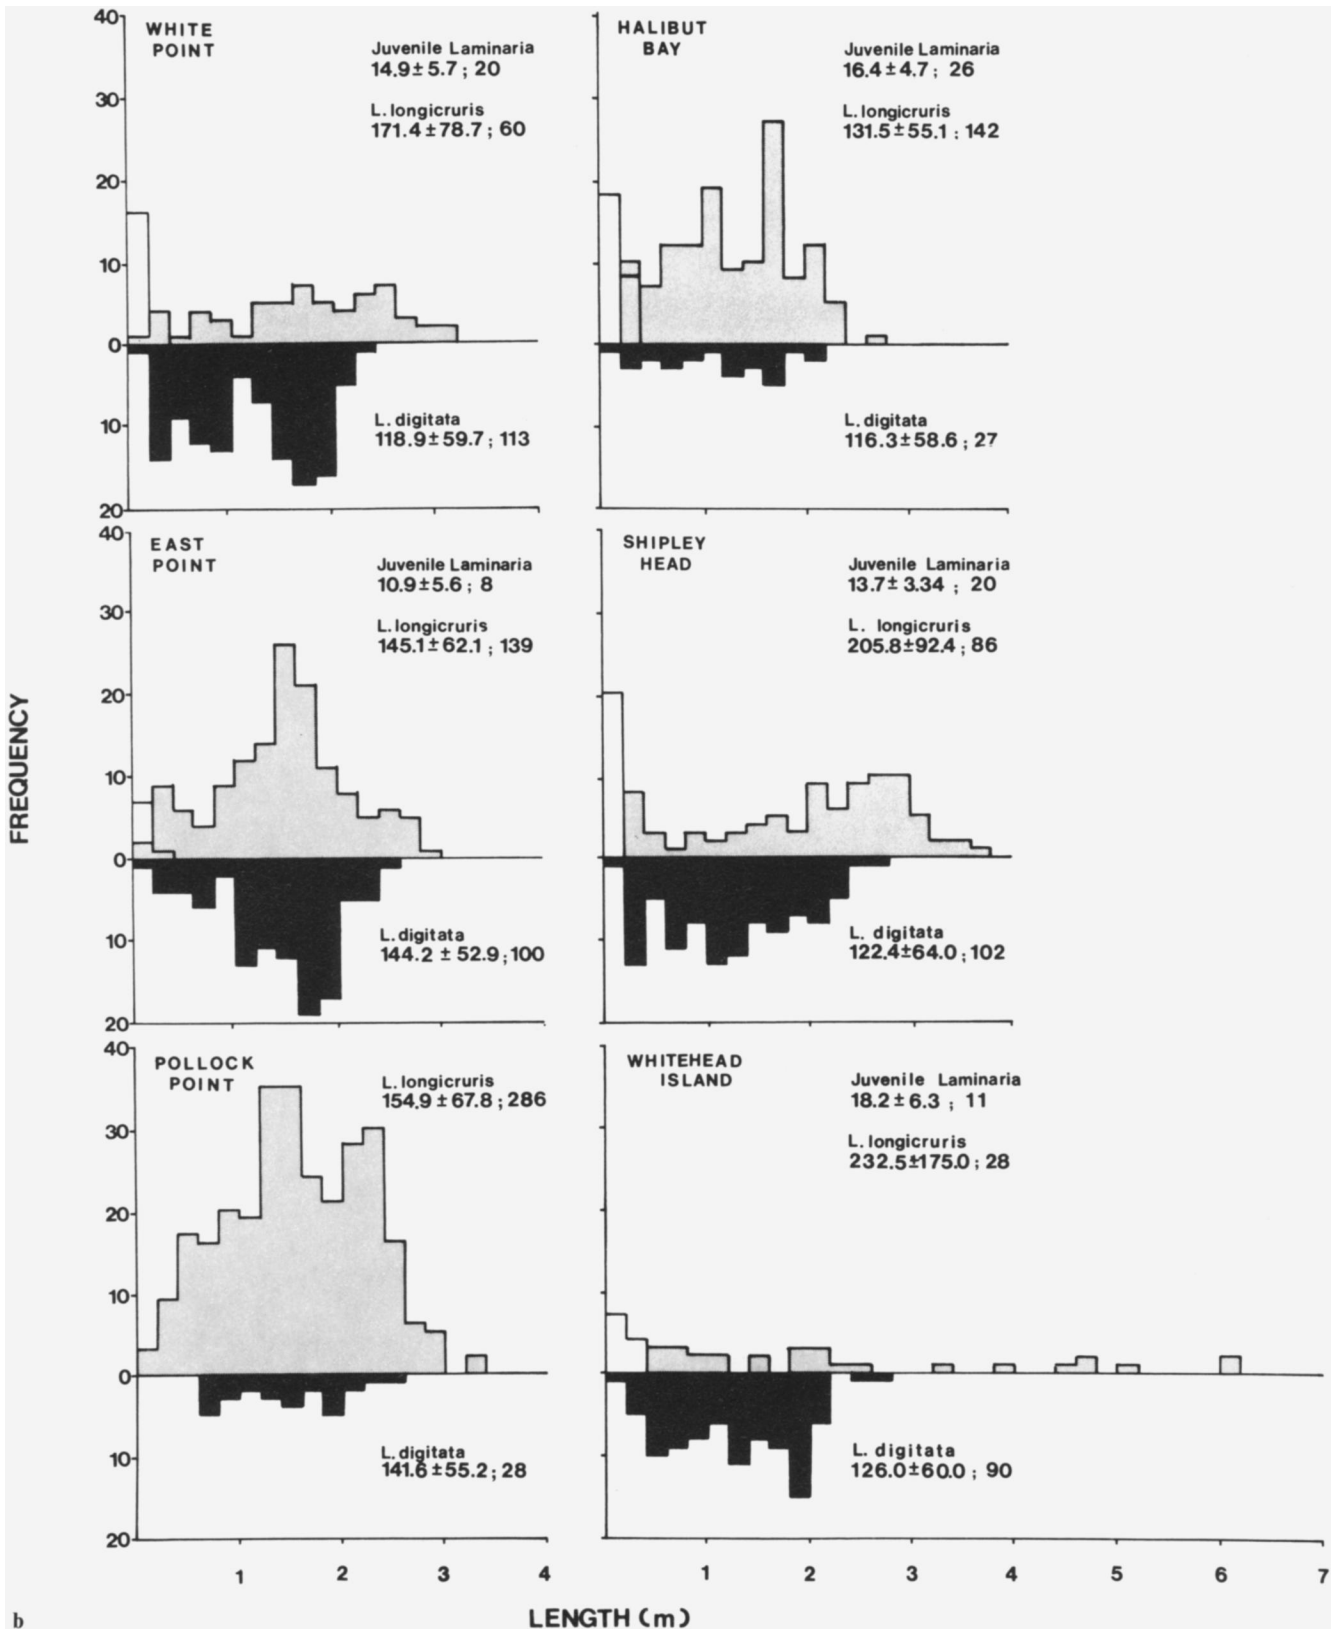 FREQUENCY
40
30
20
10
0
10
20
WHITE
POINT
Juvenile Laminaria
14.9±5.7 ; 20
L. longicruris
171.4±78.7 ; 60
L. digitata
118.9±59.7 ; 113
HALIBUT
BAY
Juvenile Laminaria
16.4±4.7 ; 26
L. longicruris
131.5±55.1 : 142
L. digitata
116.3±58.6 ; 27
40
30
20
10
0
10
20
EAST
POINT
Juvenile Laminaria
10.9±5.6 ; 8
L. longicruris
145.1±62.1 ; 139
L. digitata
144.2 ± 52.9 ; 100
SHIPLEY
HEAD
Juvenile Laminaria
13.7± 3.34 ; 20
L. longicruris
205.8±92.4 ; 86
L. digitata
122.4±64.0 ; 102
40
30
20
10
0
10
20
POLLOCK
POINT
L. longicruris
154.9 ± 67.8 ; 286
L. digitata
141.6 ± 55.2 ; 28
WHITEHEAD
ISLAND
Juvenile Laminaria
18.2 ± 6.3 ; 11
L. longicruris
232.5±175.0 ; 28
L. digitata
126.0±60.0 ; 90
1 2 3 4
1 2 3 4 5 6 7
LENGTH (m)
b